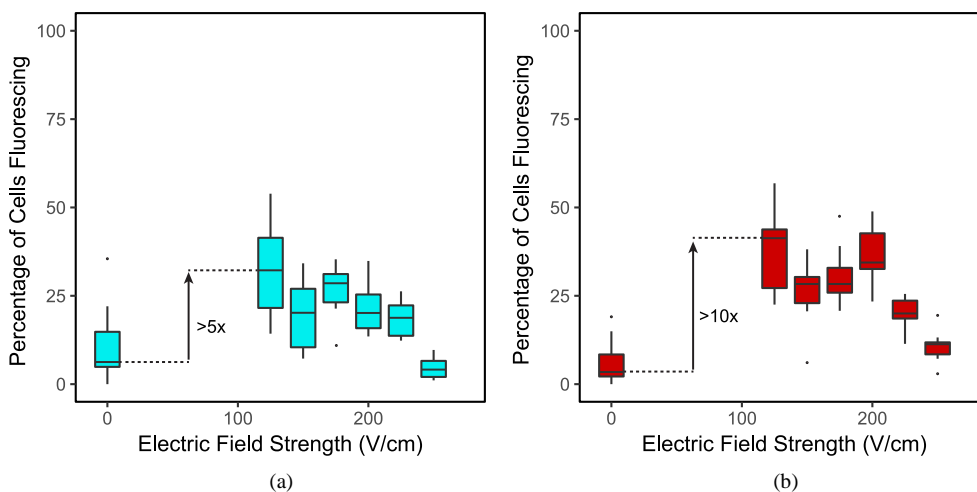 100
75
50
25
0
Percentage of Cells Fluorescing
>5x
0
100
200
Electric Field Strength (V/cm)
(a)
100
75
50
25
0
Percentage of Cells Fluorescing
>10x
0
100
200
Electric Field Strength (V/cm)
(b)